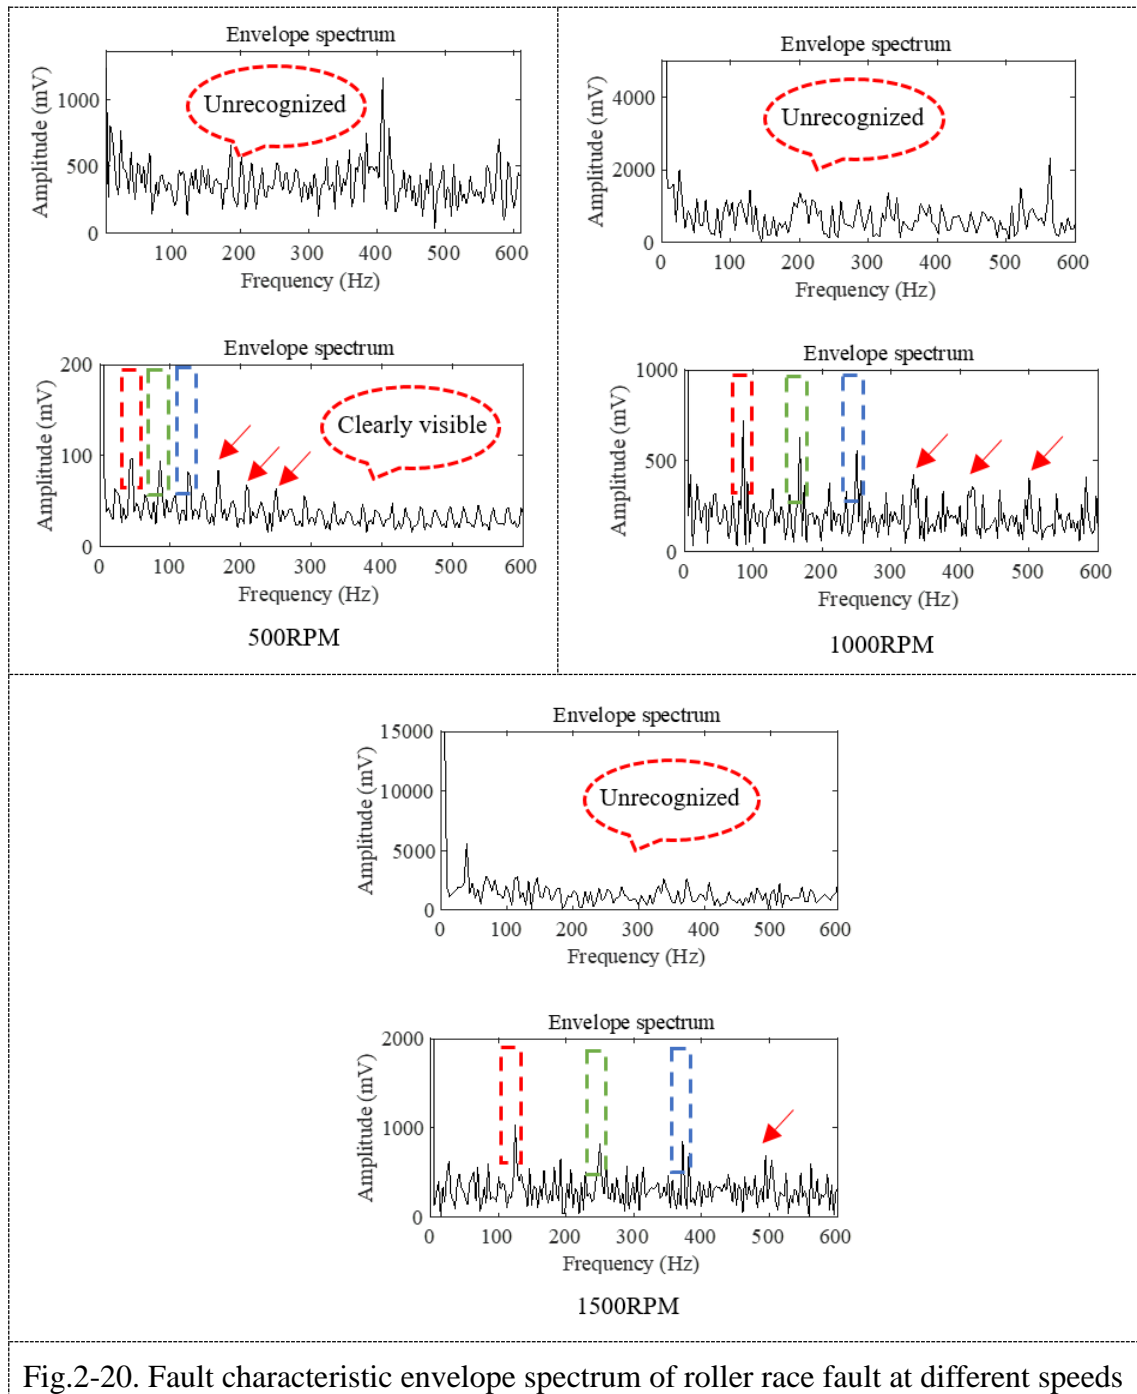 Envelope spectrum
Unrecognized
Amplitude (mV)
1000
500
0
100 200 300 400 500 600
Frequency (Hz)
Envelope spectrum
Clearly visible
Amplitude (mV)
200
100
0
0 100 200 300 400 500 600
Frequency (Hz)
500RPM
Envelope spectrum
Unrecognized
Amplitude (mV)
4000
2000
0
0 100 200 300 400 500 600
Frequency (Hz)
Envelope spectrum
Amplitude (mV)
1000
500
0
0 100 200 300 400 500 600
Frequency (Hz)
1000RPM
Envelope spectrum
Unrecognized
Amplitude (mV)
15000
10000
5000
0
0 100 200 300 400 500 600
Frequency (Hz)
Envelope spectrum
Amplitude (mV)
2000
1000
0
0 100 200 300 400 500 600
Frequency (Hz)
1500RPM
Fig.2-20. Fault characteristic envelope spectrum of roller race fault at different speeds